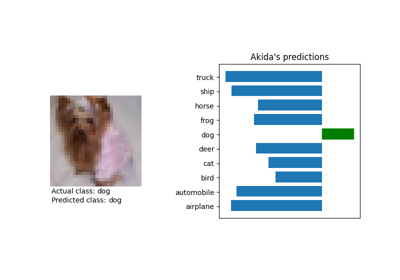 Akida's predictions
truck
ship
horse
frog
dog
deer
cat
bird
automobile
airplane
Actual class: dog
Predicted class: dog